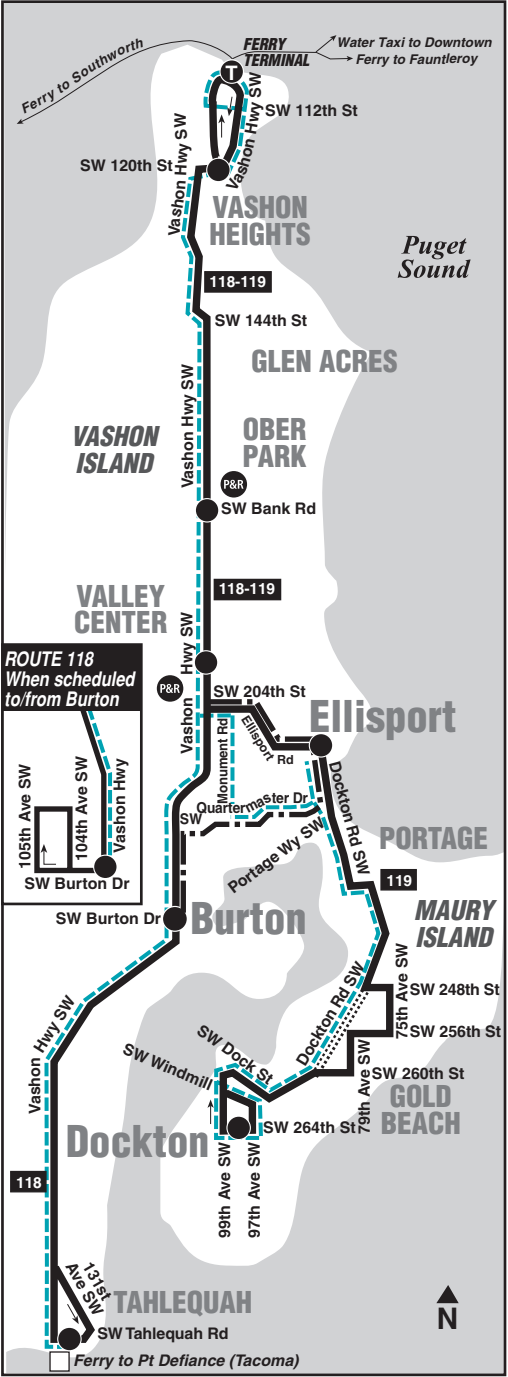 FERRY
TERMINAL
Water Taxi to Downtown
Ferry to Fauntleroy
Ferry to Southworth
T
SW 112th St
Vashon Hwy SW
Vashon Hwy SW
SW 120th St
VASHON
HEIGHTS
Puget
Sound
118-119
SW 144th St
GLEN ACRES
Vashon Hwy SW
VASHON
ISLAND
OBER
PARK
P&R
SW Bank Rd
118-119
VALLEY
CENTER
Vashon Hwy SW
P&R
ROUTE 118
When scheduled
to/from Burton
105th Ave SW
104th Ave SW
Vashon Hwy
SW Burton Dr
SW 204th St
Ellisport
Ellisport
Rd
Monument Rd
SW Quartermaster Dr
Dockton Rd SW
Portage Wy SW
PORTAGE
119
MAURY
ISLAND
SW Burton Dr
Burton
Dockton Rd SW
75th Ave SW
SW 248th St
SW 256th St
SW 260th St
79th Ave SW
GOLD
BEACH
SW Dock St
SW Windmill
Vashon Hwy SW
Dockton
SW 264th St
99th Ave SW
97th Ave SW
118
131st
Ave SW
TAHLEQUAH
SW Tahlequah Rd
N
Ferry to Pt Defiance (Tacoma)